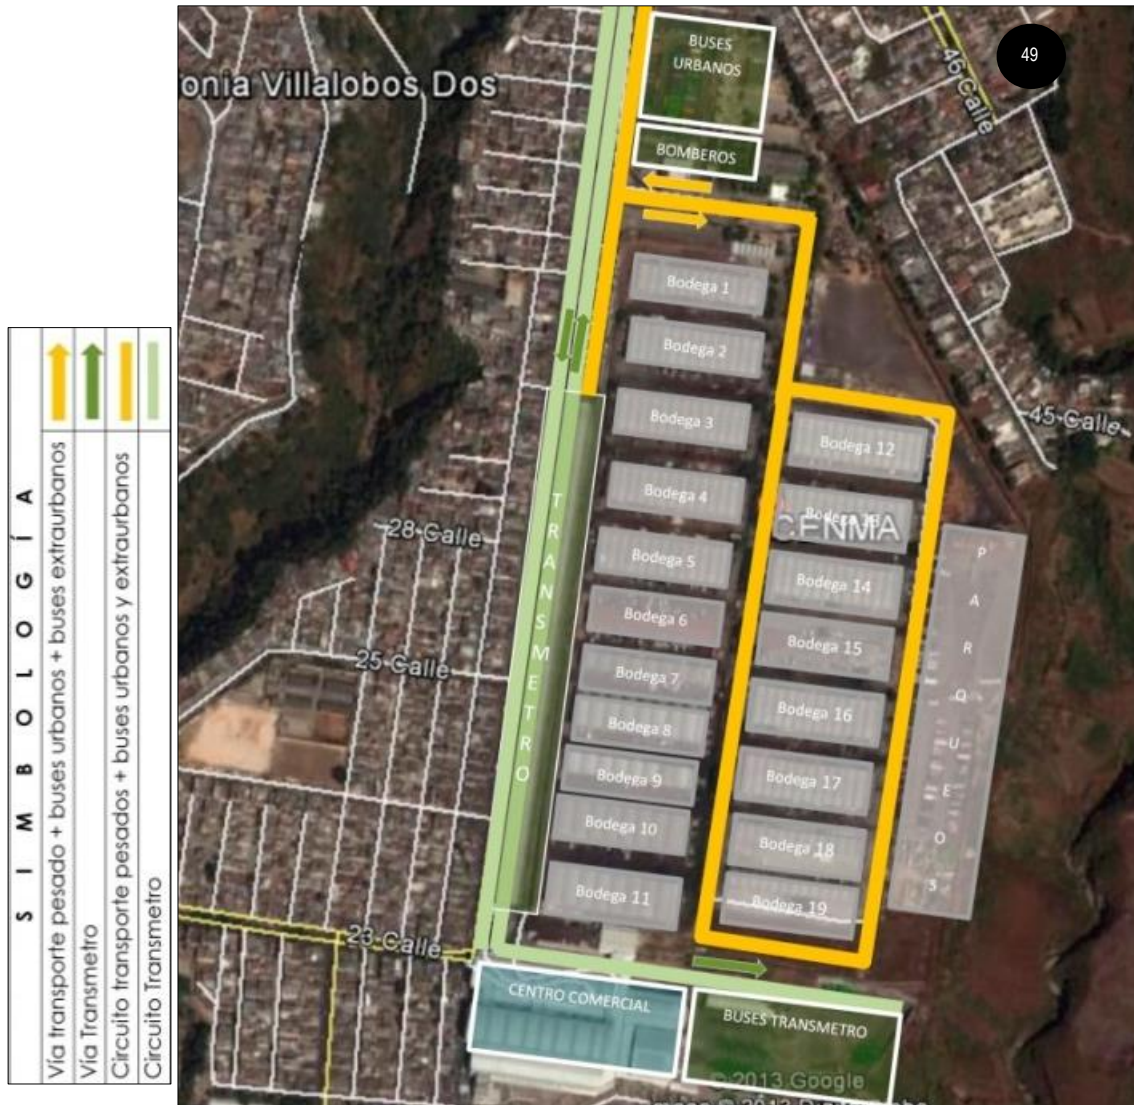 SIMBOLOGÍA
Vía transporte pesado + buses urbanos + buses extraurbanos
Vía Transmetro
Circuito transporte pesados + buses urbanos y extraurbanos
Circuito Transmetro
49
BUSES
URBANOS
46 Calle
onia Villalobos Dos
BOMBEROS
Bodega 1
Bodega 2
Bodega 3
45 Calle
Bodega 12
Bodega 4
TRANSMETRO
28 Calle
Bodega 13
CENMA
Bodega 5
Bodega 14
PARQUEOS
Bodega 6
Bodega 15
25 Calle
Bodega 7
Bodega 16
Bodega 8
Bodega 9
Bodega 17
Bodega 10
Bodega 18
Bodega 11
Bodega 19
23 Calle
CENTRO COMERCIAL
BUSES TRANSMETRO
© 2013 Google